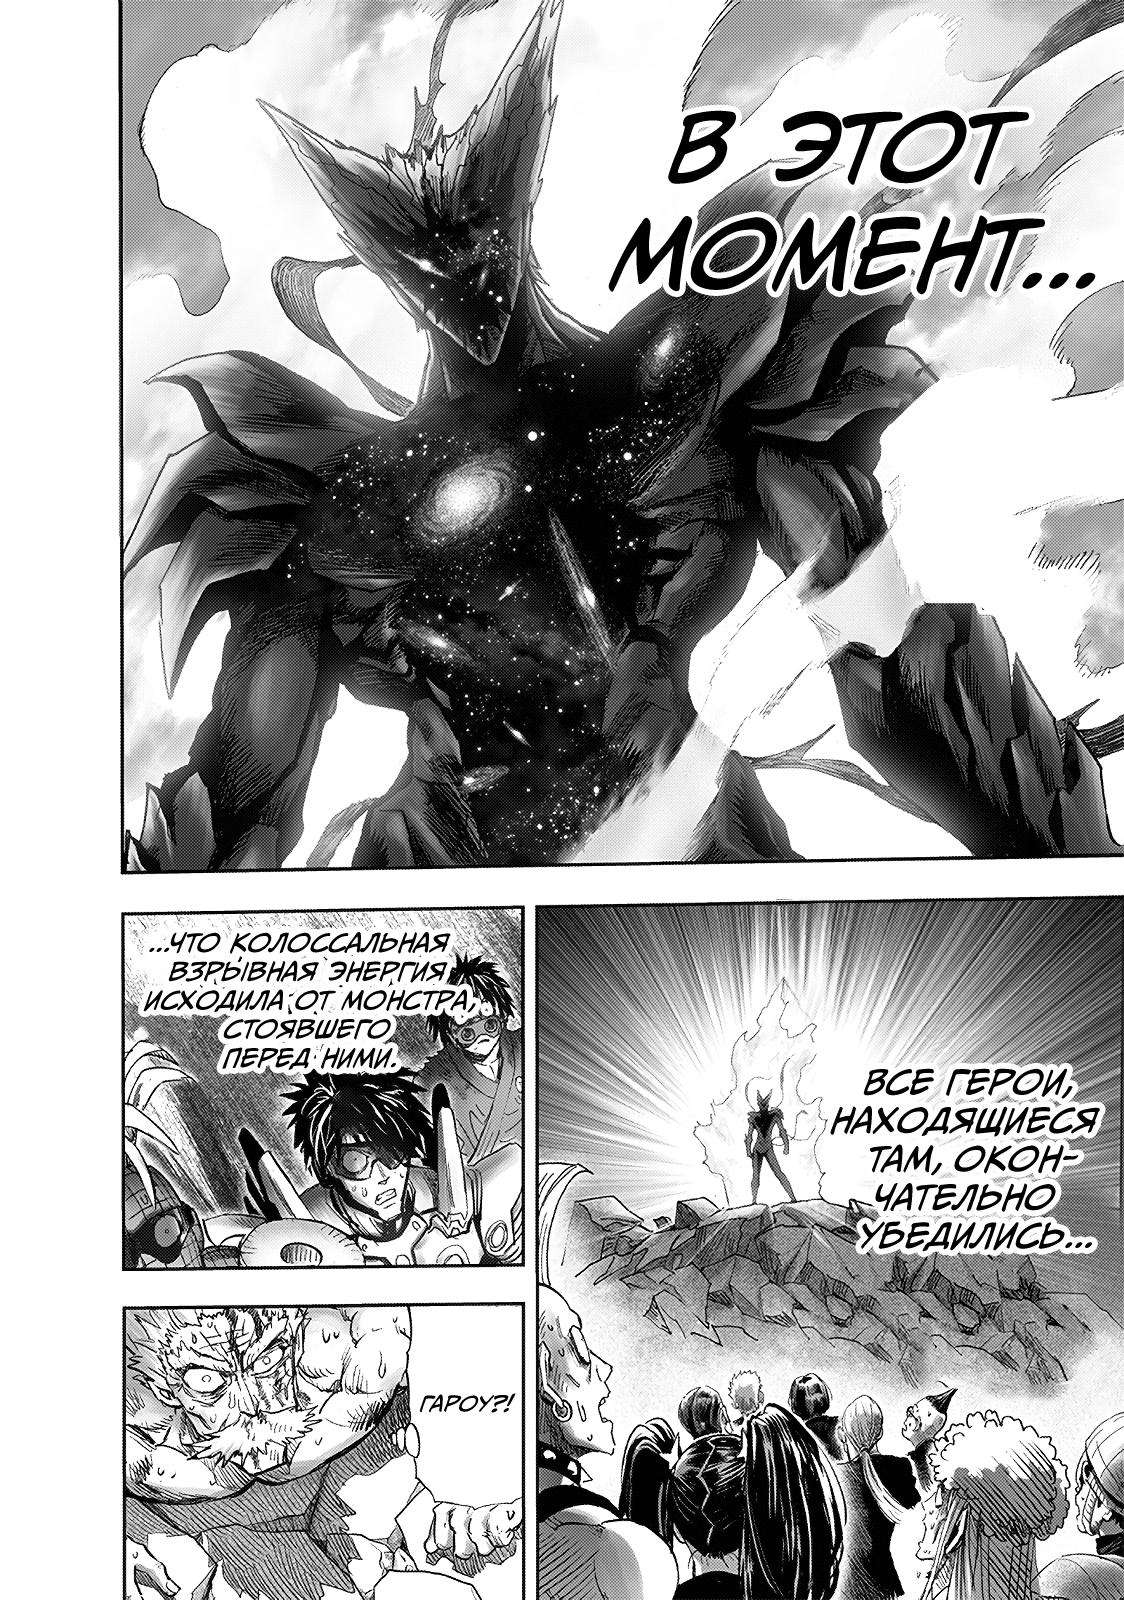 В ЭТОТ
МОМЕНТ...
ВСЕ ГЕРОИ,
НАХОДЯЩИЕСЯ
ТАМ, ОКОН-
ЧАТЕЛЬНО
УБЕДИЛИСЬ...
...ЧТО КОЛОССАЛЬНАЯ
ВЗРЫВНАЯ ЭНЕРГИЯ
ИСХОДИЛА ОТ МОНСТРА,
СТОЯВШЕГО
ПЕРЕД НИМИ.
ГАРОУ?!